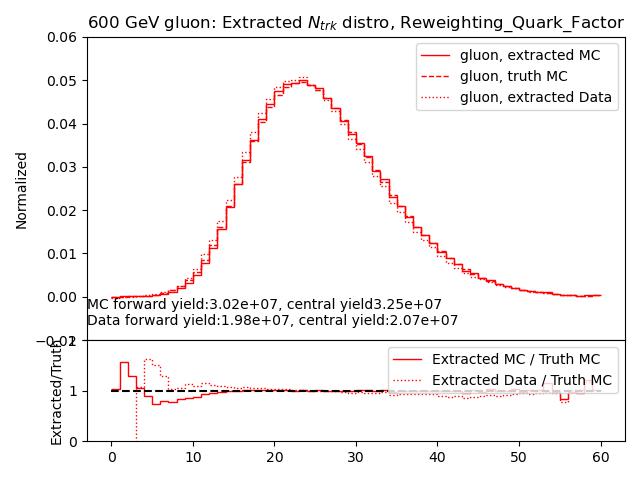 600 GeV gluon: Extracted N_trk distro, Reweighting_Quark_Factor
0.06
0.05
0.04
0.03
0.02
0.01
0.00
−0.01
Normalized
gluon, extracted MC
gluon, truth MC
gluon, extracted Data
MC forward yield:3.02e+07, central yield3.25e+07
Data forward yield:1.98e+07, central yield:2.07e+07
2
1
0
Extracted/Truth
Extracted MC / Truth MC
Extracted Data / Truth MC
0 10 20 30 40 50 60